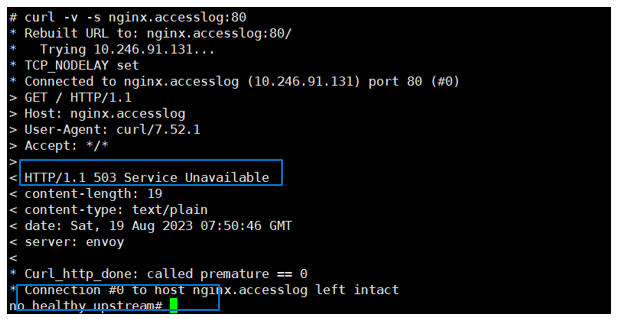 # curl -v -s nginx.accesslog:80
* Rebuilt URL to: nginx.accesslog:80/
*   Trying 10.246.91.131...
* TCP_NODELAY set
* Connected to nginx.accesslog (10.246.91.131) port 80 (#0)
> GET / HTTP/1.1
> Host: nginx.accesslog
> User-Agent: curl/7.52.1
> Accept: */*
>
< HTTP/1.1 503 Service Unavailable
< content-length: 19
< content-type: text/plain
< date: Sat, 19 Aug 2023 07:50:46 GMT
< server: envoy
<
* Curl_http_done: called premature == 0
* Connection #0 to host nginx.accesslog left intact
no healthy upstream#